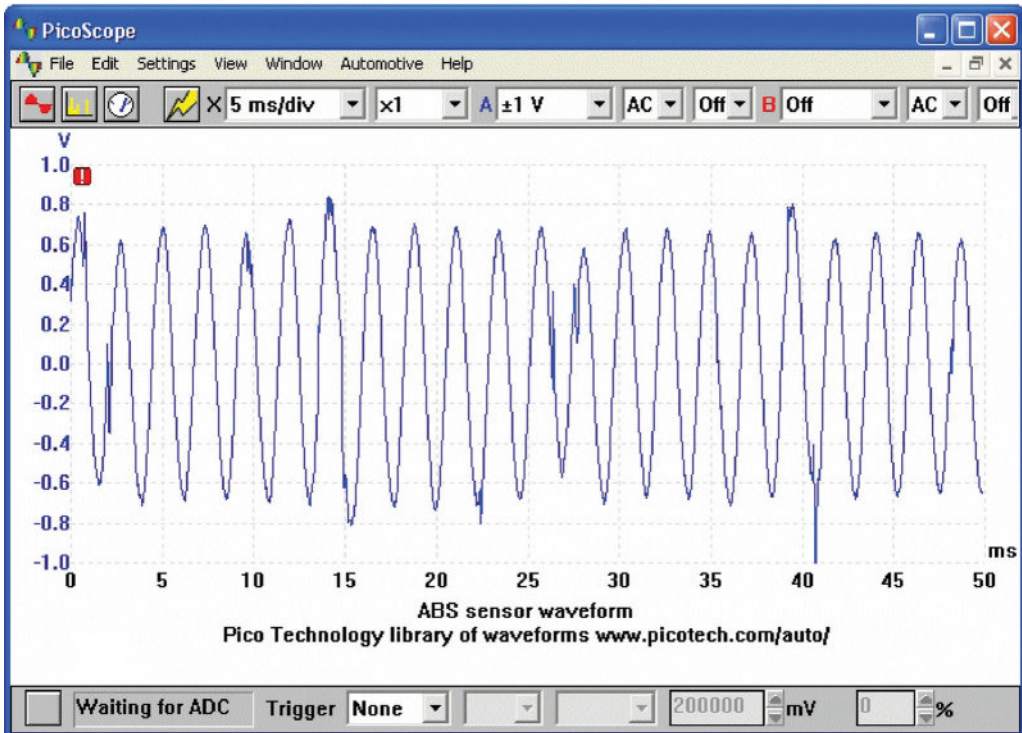 PicoScope
File Edit Settings View Window Automotive Help
X 5 ms/div x1 A ±1 V AC Off B Off AC Off
V
1.0
!
0.8
0.6
0.4
0.2
0.0
-0.2
-0.4
-0.6
-0.8
-1.0
ms
0 5 10 15 20 25 30 35 40 45 50
ABS sensor waveform
Pico Technology library of waveforms www.picotech.com/auto/
Waiting for ADC Trigger None 200000 mV 0 %